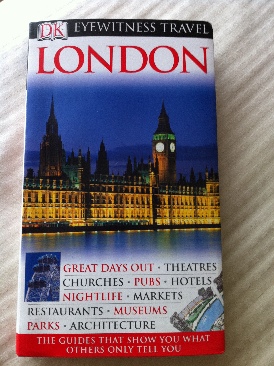 DK EYEWITNESS TRAVEL
LONDON
GREAT DAYS OUT • THEATRES
CHURCHES • PUBS • HOTELS
NIGHTLIFE • MARKETS
RESTAURANTS • MUSEUMS
PARKS • ARCHITECTURE
THE GUIDES THAT SHOW YOU WHAT
OTHERS ONLY TELL YOU